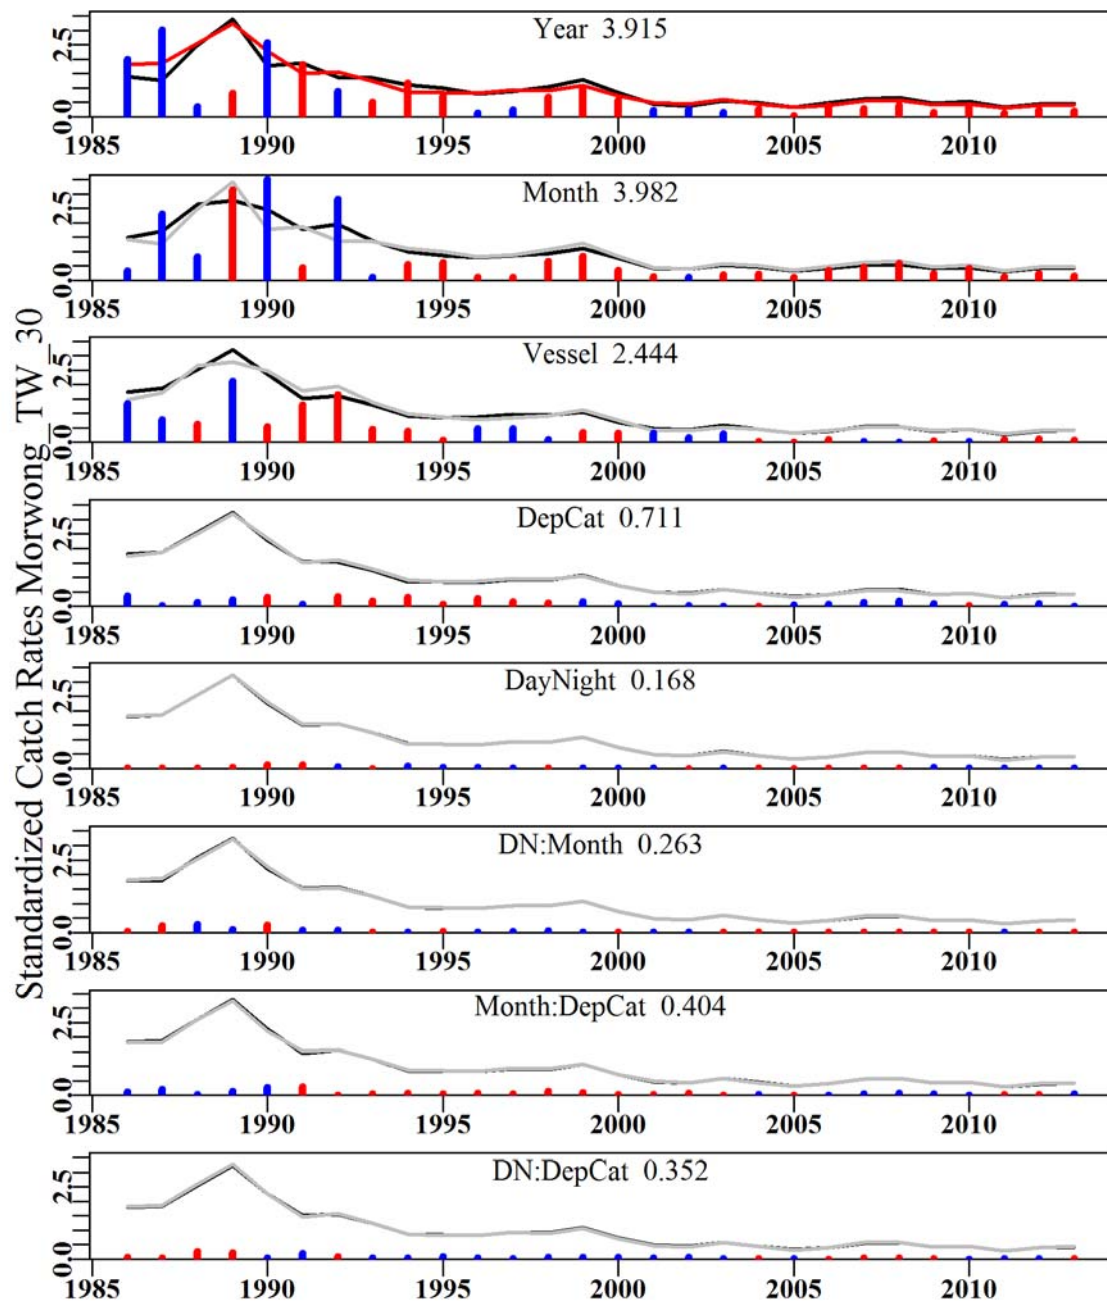 Standardized Catch Rates Morwong_TW_30
Year 3.915
2.5
0.0
1985 1990 1995 2000 2005 2010
Month 3.982
2.5
0.0
1985 1990 1995 2000 2005 2010
Vessel 2.444
2.5
0.0
1985 1990 1995 2000 2005 2010
DepCat 0.711
2.5
0.0
1985 1990 1995 2000 2005 2010
DayNight 0.168
2.5
0.0
1985 1990 1995 2000 2005 2010
DN:Month 0.263
2.5
0.0
1985 1990 1995 2000 2005 2010
Month:DepCat 0.404
2.5
0.0
1985 1990 1995 2000 2005 2010
DN:DepCat 0.352
2.5
0.0
1985 1990 1995 2000 2005 2010